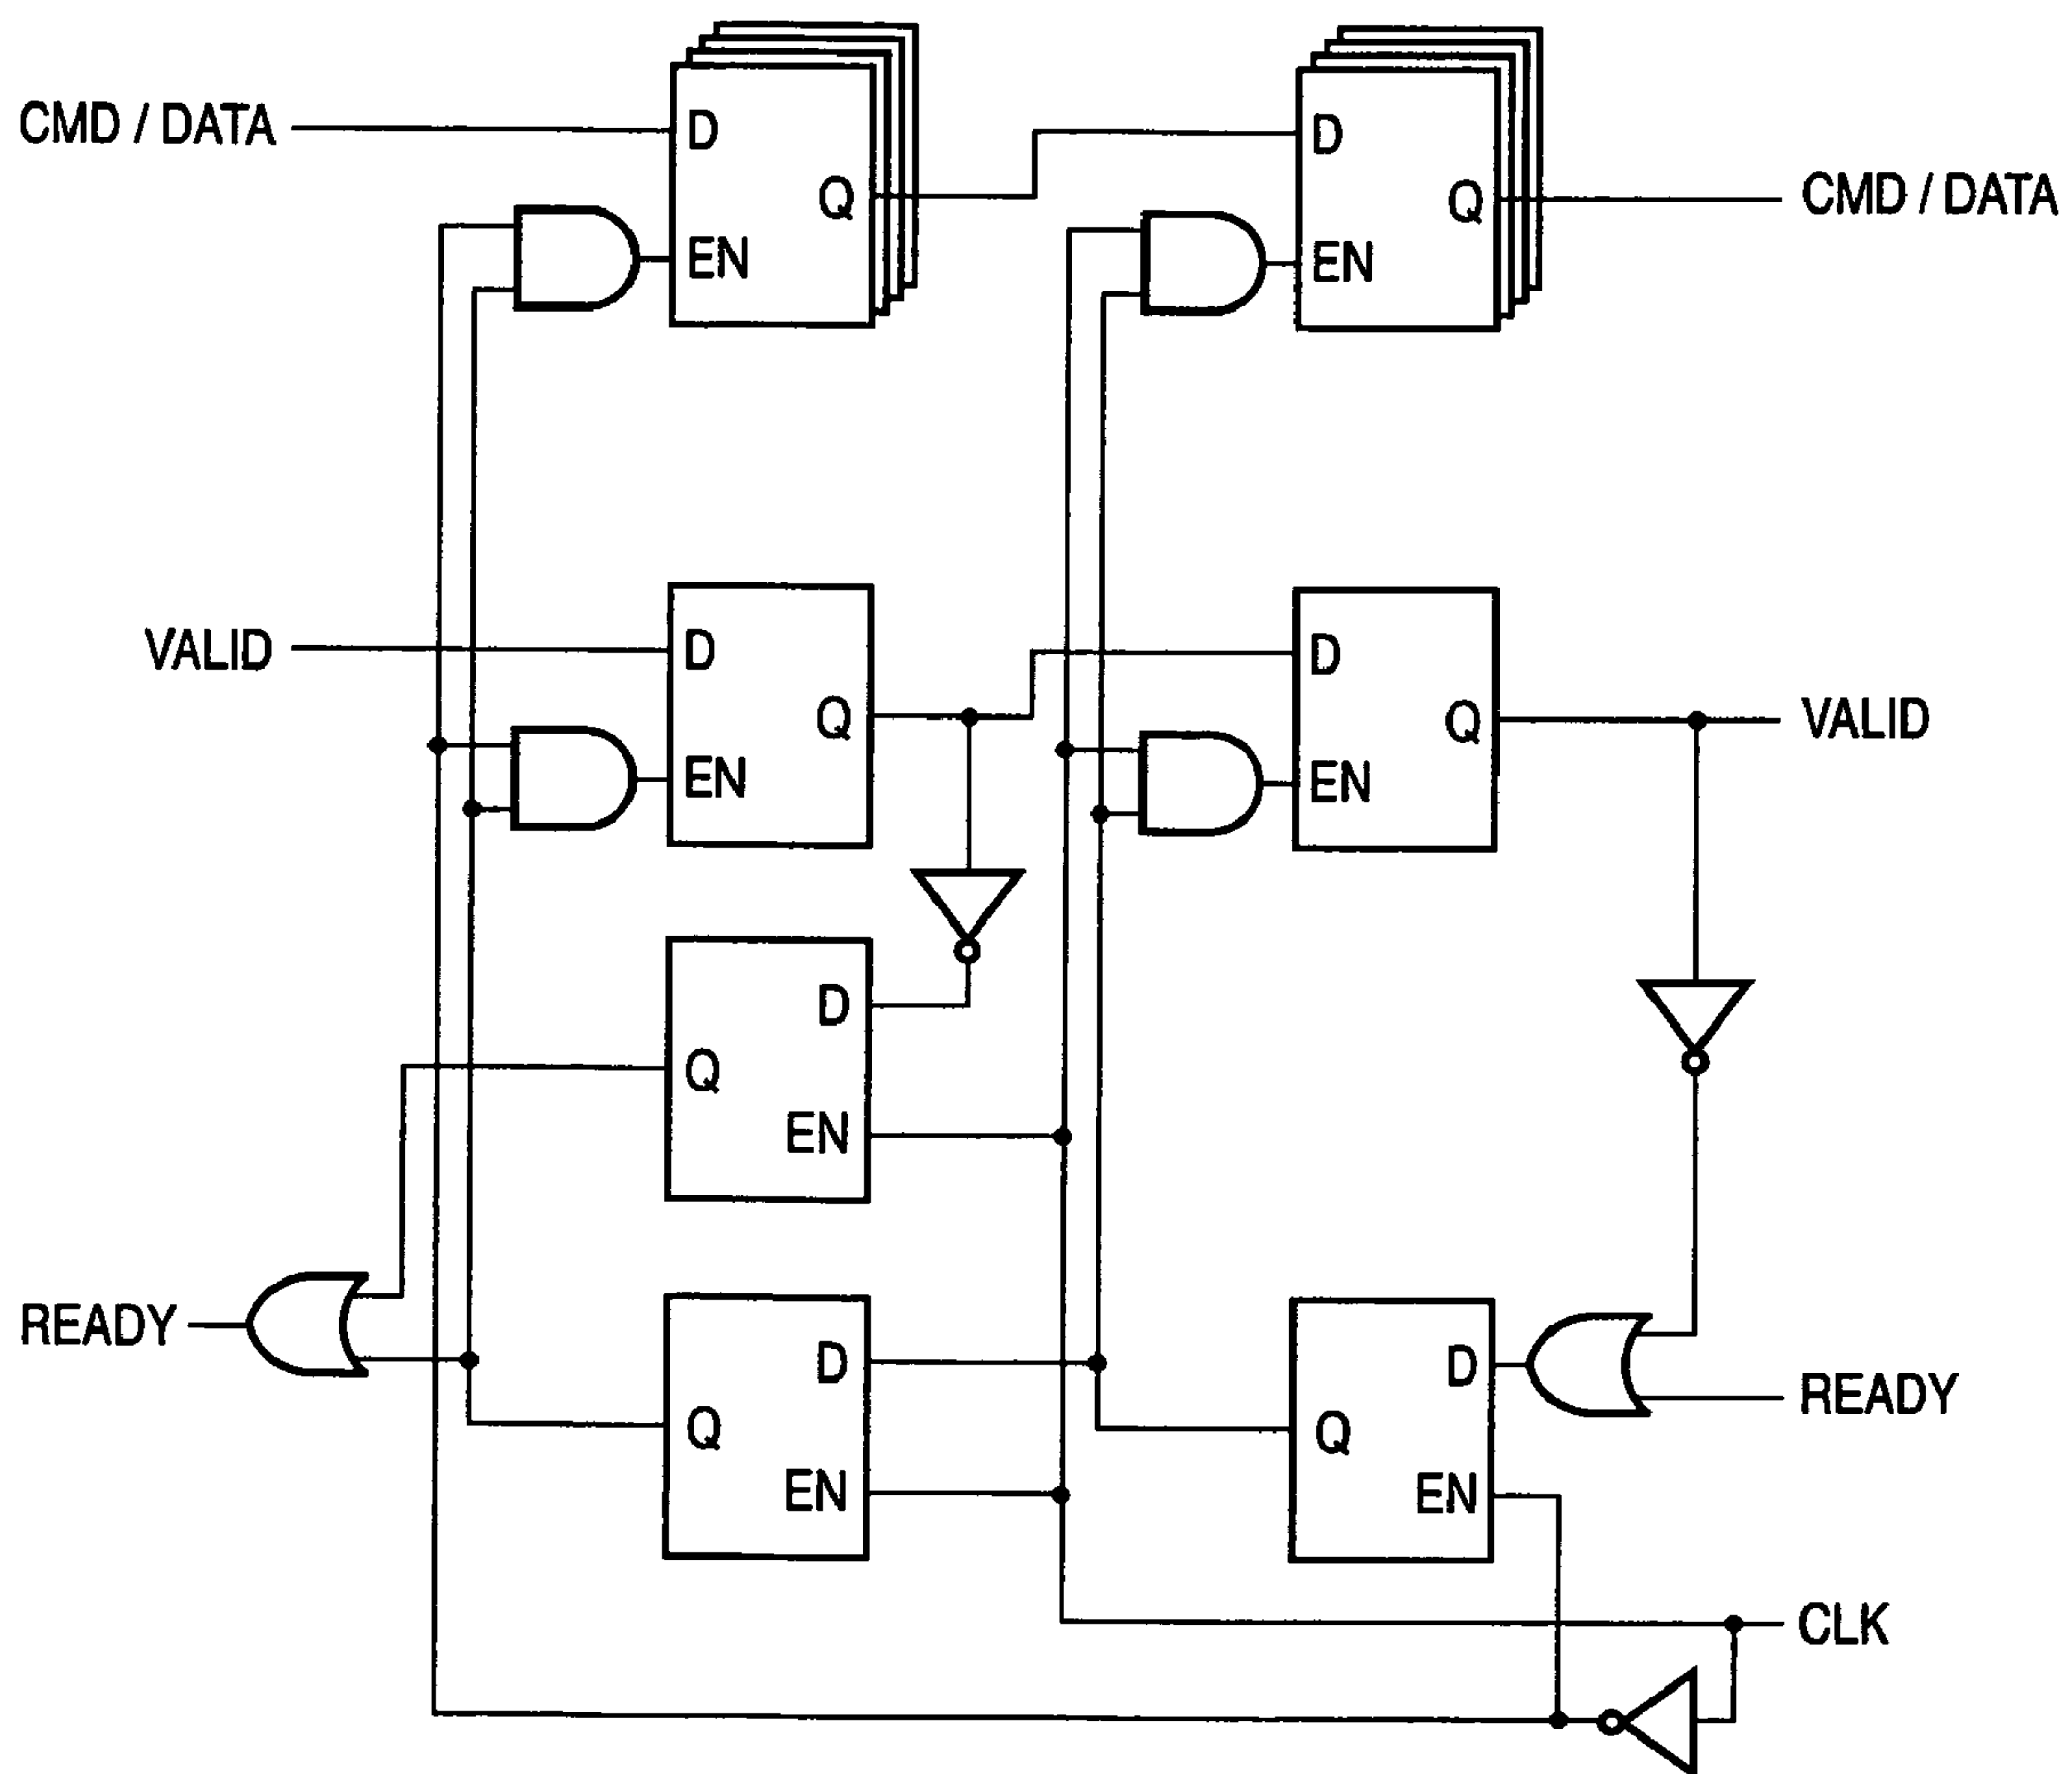 CMD / DATA
D
Q
EN
D
Q
EN
CMD / DATA
VALID
D
Q
EN
D
Q
EN
VALID
D
Q
EN
READY
D
Q
EN
D
Q
EN
READY
CLK